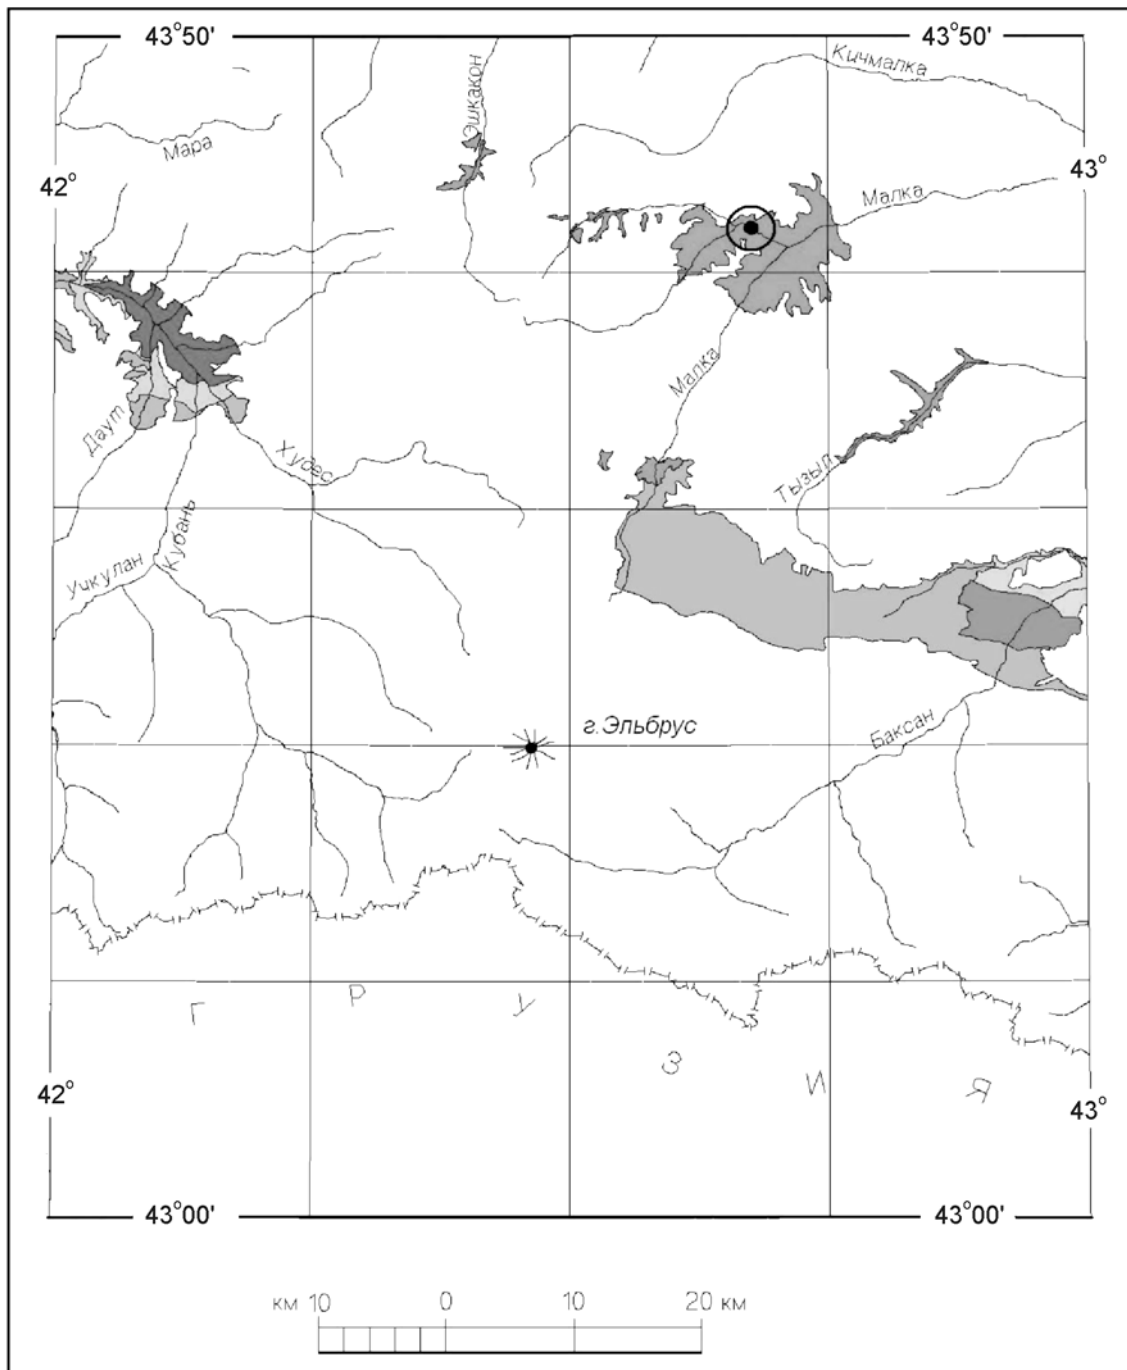 43°50'
43°50'
Кичмалка
Эшкакон
Мара
42°
43°
Малка
Малка
Даут
Худес
Тызыл
Кубань
Учкулан
г.Эльбрус
Баксан
Г Р У З И Я
42°
43°
43°00'
43°00'
км 10 0 10 20 км